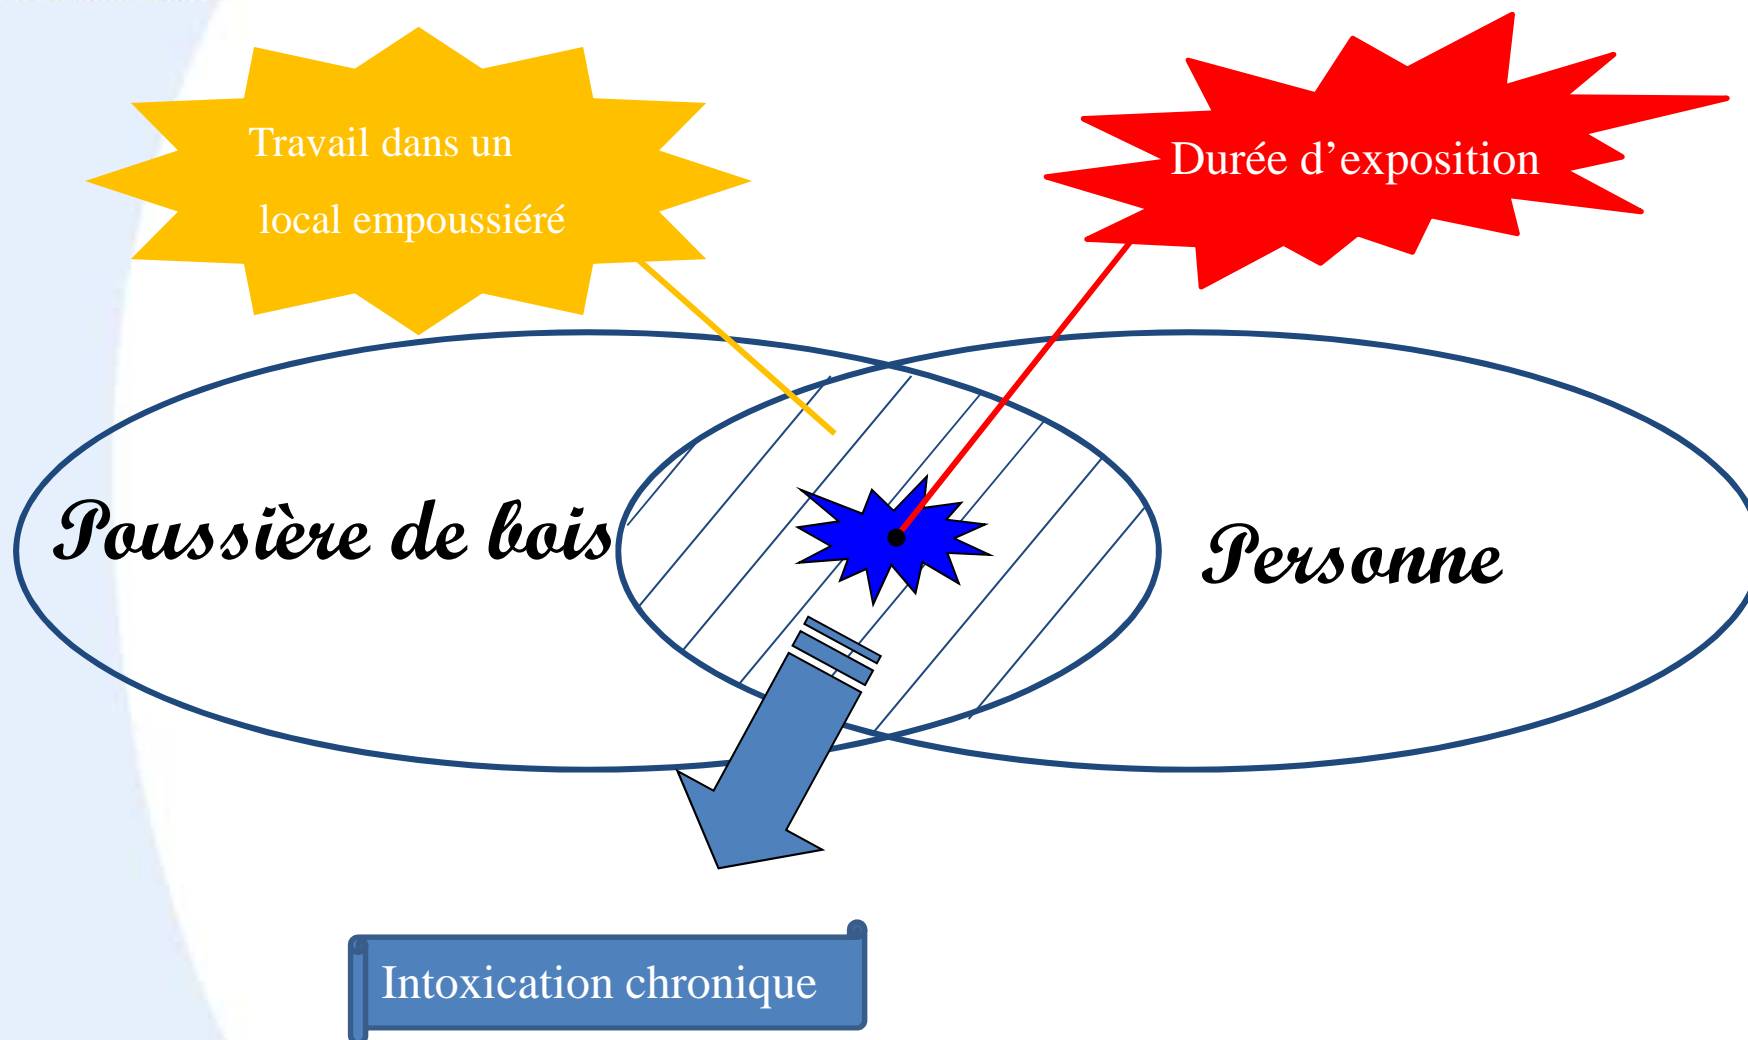 Travail dans un
local empoussiéré
Durée d’exposition
Poussière de bois
Personne
Intoxication chronique